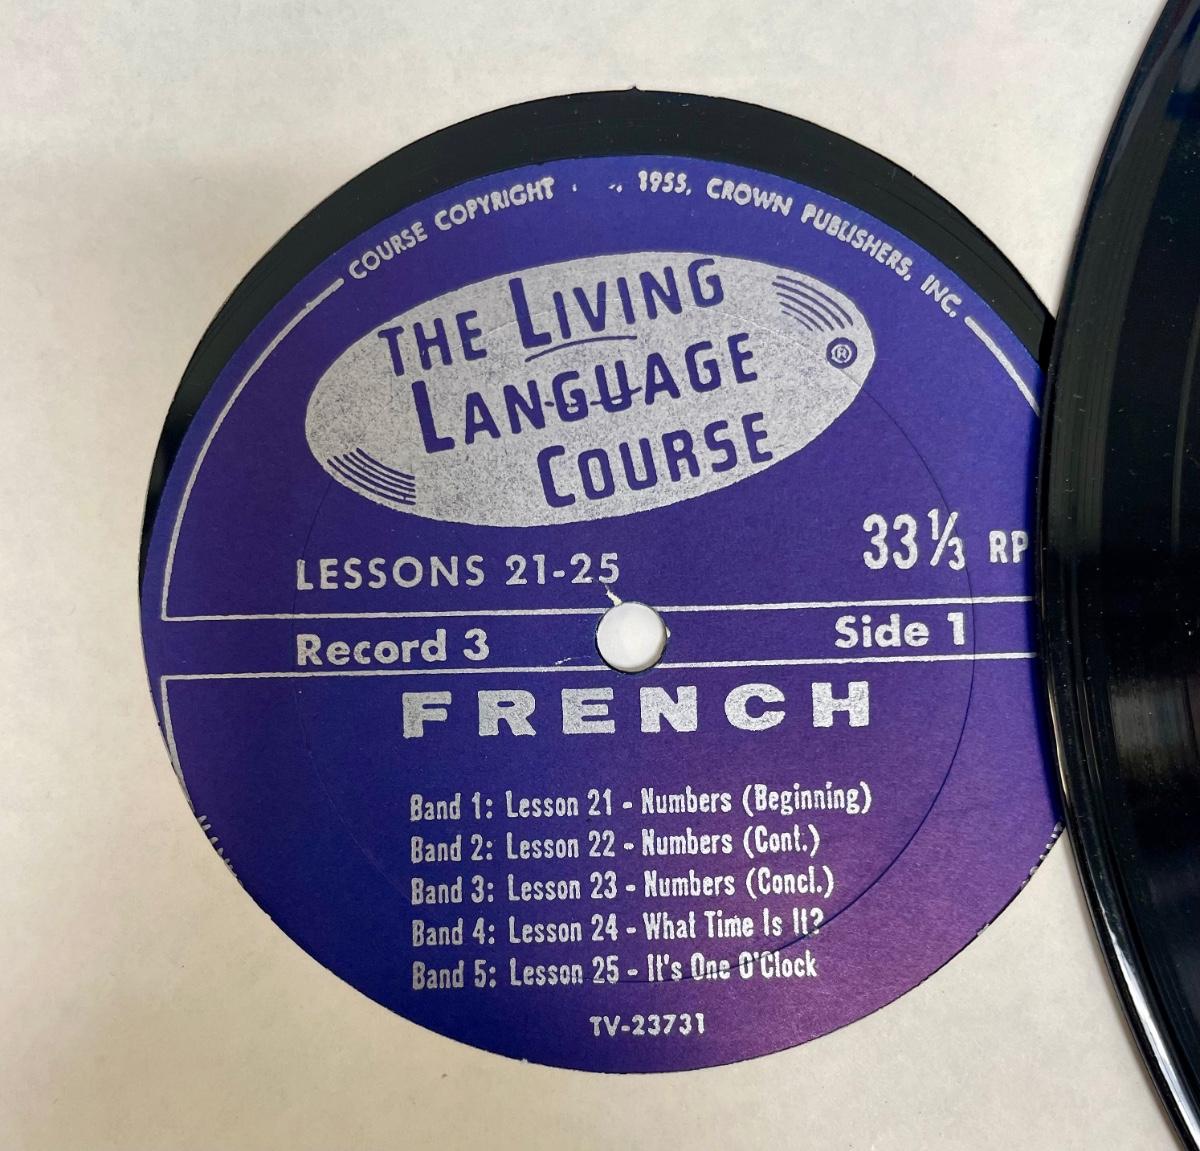 COURSE COPYRIGHT 1955, CROWN PUBLISHERS, INC.
THE LIVING
LANGUAGE
COURSE
®
33⅓ RP
LESSONS 21-25
Record 3
Side 1
FRENCH
Band 1: Lesson 21 - Numbers (Beginning)
Band 2: Lesson 22 - Numbers (Cont.)
Band 3: Lesson 23 - Numbers (Concl.)
Band 4: Lesson 24 - What Time Is It?
Band 5: Lesson 25 - It's One O'Clock
TV-23731